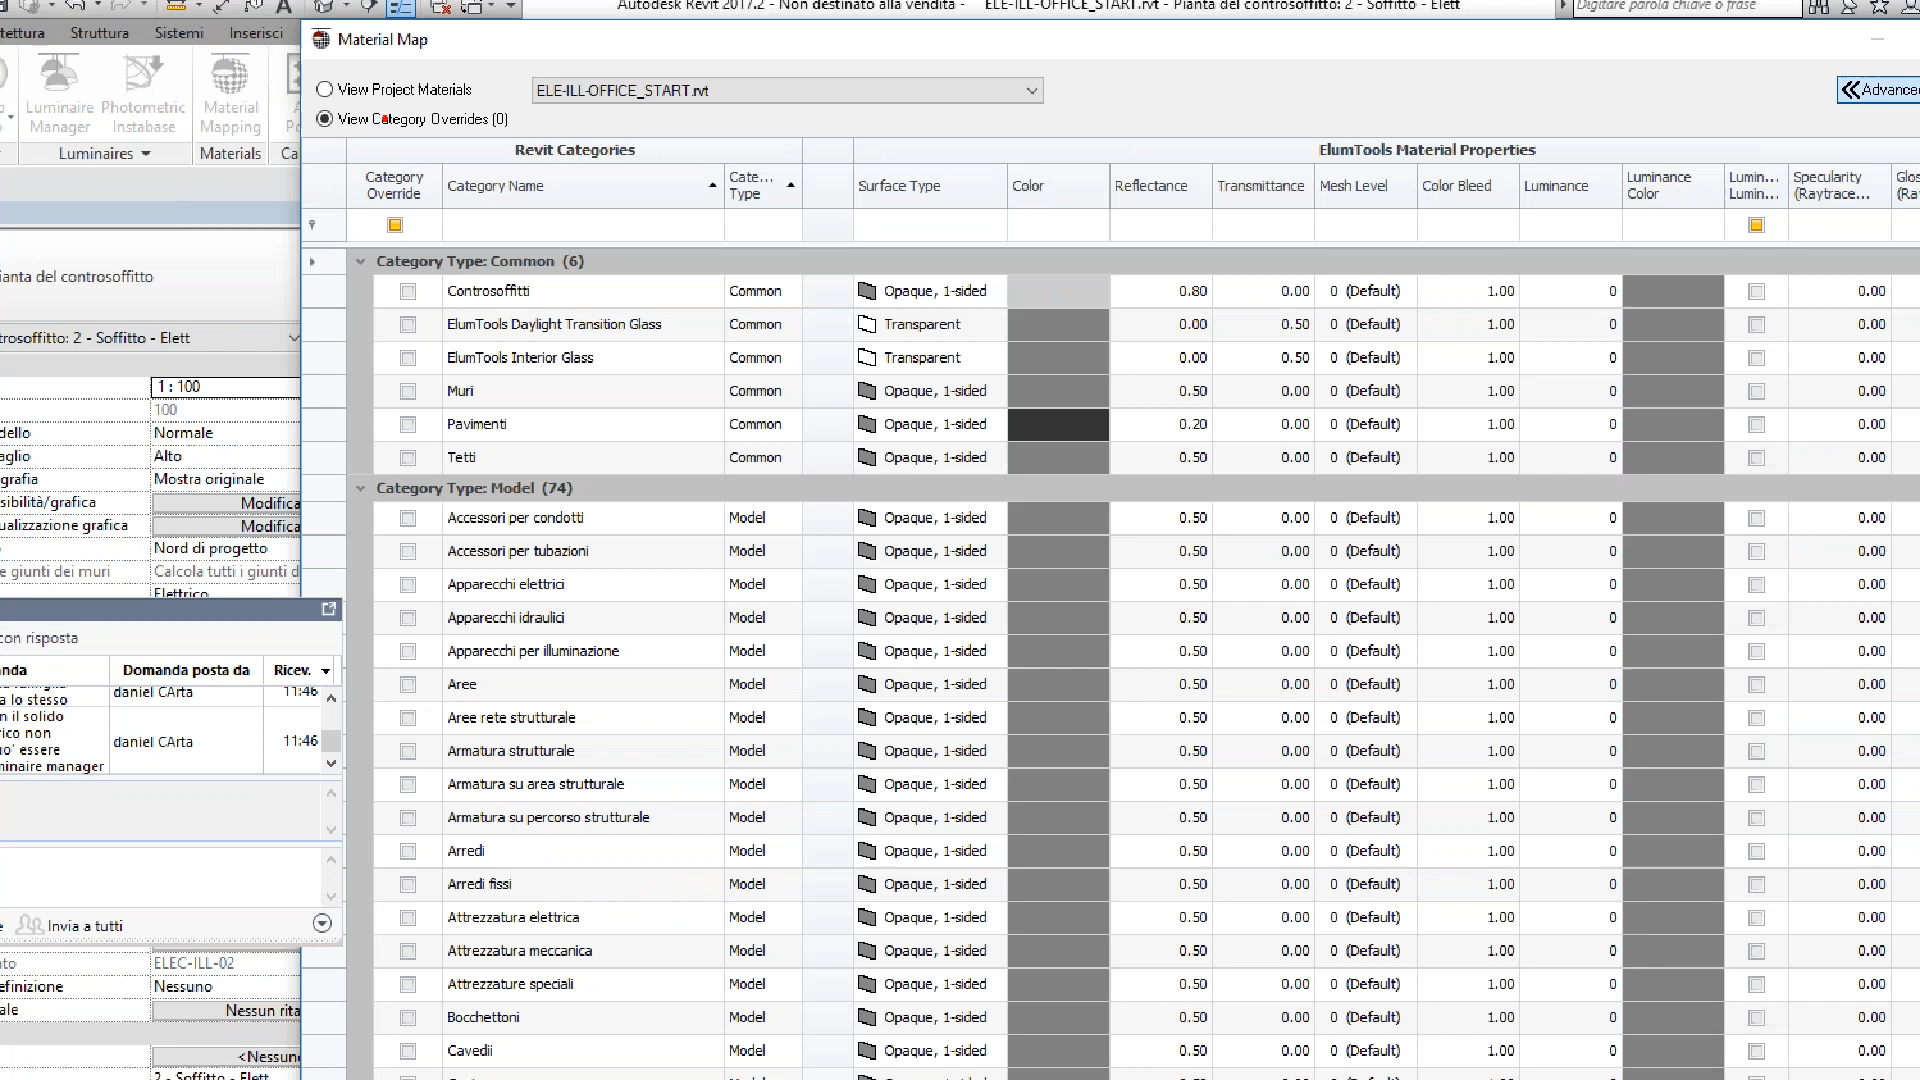 Autodesk Revit 2017.2 - Non destinato alla vendita - ELE-ILL-OFFICE_START.rvt - Pianta del controsoffitto: 2 - Soffitto - Elett
Digitare parola chiave o frase
tettura Struttura Sistemi Inserisci
Luminaire Manager
Photometric Instabase
Material Mapping
Luminaires
Materials
Ca
ianta del controsoffitto
trosoffitto: 2 - Soffitto - Elett
1 : 100
100
dello Normale
aglio Alto
grafia Mostra originale
sibilità/grafica Modifica
ualizzazione grafica Modifica
Nord di progetto
e giunti dei muri Calcola tutti i giunti d
Elettrico
con risposta
nda Domanda posta da Ricev.
a lo stesso daniel CArta 11:46
n il solido
rico non
uo' essere daniel CArta 11:46
minaire manager
Invia a tutti
nto ELEC-ILL-02
efinizione Nessuno
ale Nessun rita
<Nessun
2 - Soffitto - Elett
Material Map
View Project Materials
ELE-ILL-OFFICE_START.rvt
View Category Overrides (0)
Advanced
Revit Categories ElumTools Material Properties
Category Override Category Name Cate... Type Surface Type Color Reflectance Transmittance Mesh Level Color Bleed Luminance Luminance Color Lumin... Lumin... Specularity (Raytrace... Glos (Ra
Category Type: Common (6)
Controsoffitti Common Opaque, 1-sided 0.80 0.00 0 (Default) 1.00 0 0.00
ElumTools Daylight Transition Glass Common Transparent 0.00 0.50 0 (Default) 1.00 0 0.00
ElumTools Interior Glass Common Transparent 0.00 0.50 0 (Default) 1.00 0 0.00
Muri Common Opaque, 1-sided 0.50 0.00 0 (Default) 1.00 0 0.00
Pavimenti Common Opaque, 1-sided 0.20 0.00 0 (Default) 1.00 0 0.00
Tetti Common Opaque, 1-sided 0.50 0.00 0 (Default) 1.00 0 0.00
Category Type: Model (74)
Accessori per condotti Model Opaque, 1-sided 0.50 0.00 0 (Default) 1.00 0 0.00
Accessori per tubazioni Model Opaque, 1-sided 0.50 0.00 0 (Default) 1.00 0 0.00
Apparecchi elettrici Model Opaque, 1-sided 0.50 0.00 0 (Default) 1.00 0 0.00
Apparecchi idraulici Model Opaque, 1-sided 0.50 0.00 0 (Default) 1.00 0 0.00
Apparecchi per illuminazione Model Opaque, 1-sided 0.50 0.00 0 (Default) 1.00 0 0.00
Aree Model Opaque, 1-sided 0.50 0.00 0 (Default) 1.00 0 0.00
Aree rete strutturale Model Opaque, 1-sided 0.50 0.00 0 (Default) 1.00 0 0.00
Armatura strutturale Model Opaque, 1-sided 0.50 0.00 0 (Default) 1.00 0 0.00
Armatura su area strutturale Model Opaque, 1-sided 0.50 0.00 0 (Default) 1.00 0 0.00
Armatura su percorso strutturale Model Opaque, 1-sided 0.50 0.00 0 (Default) 1.00 0 0.00
Arredi Model Opaque, 1-sided 0.50 0.00 0 (Default) 1.00 0 0.00
Arredi fissi Model Opaque, 1-sided 0.50 0.00 0 (Default) 1.00 0 0.00
Attrezzatura elettrica Model Opaque, 1-sided 0.50 0.00 0 (Default) 1.00 0 0.00
Attrezzatura meccanica Model Opaque, 1-sided 0.50 0.00 0 (Default) 1.00 0 0.00
Attrezzature speciali Model Opaque, 1-sided 0.50 0.00 0 (Default) 1.00 0 0.00
Bocchettoni Model Opaque, 1-sided 0.50 0.00 0 (Default) 1.00 0 0.00
Cavedii Model Opaque, 1-sided 0.50 0.00 0 (Default) 1.00 0 0.00